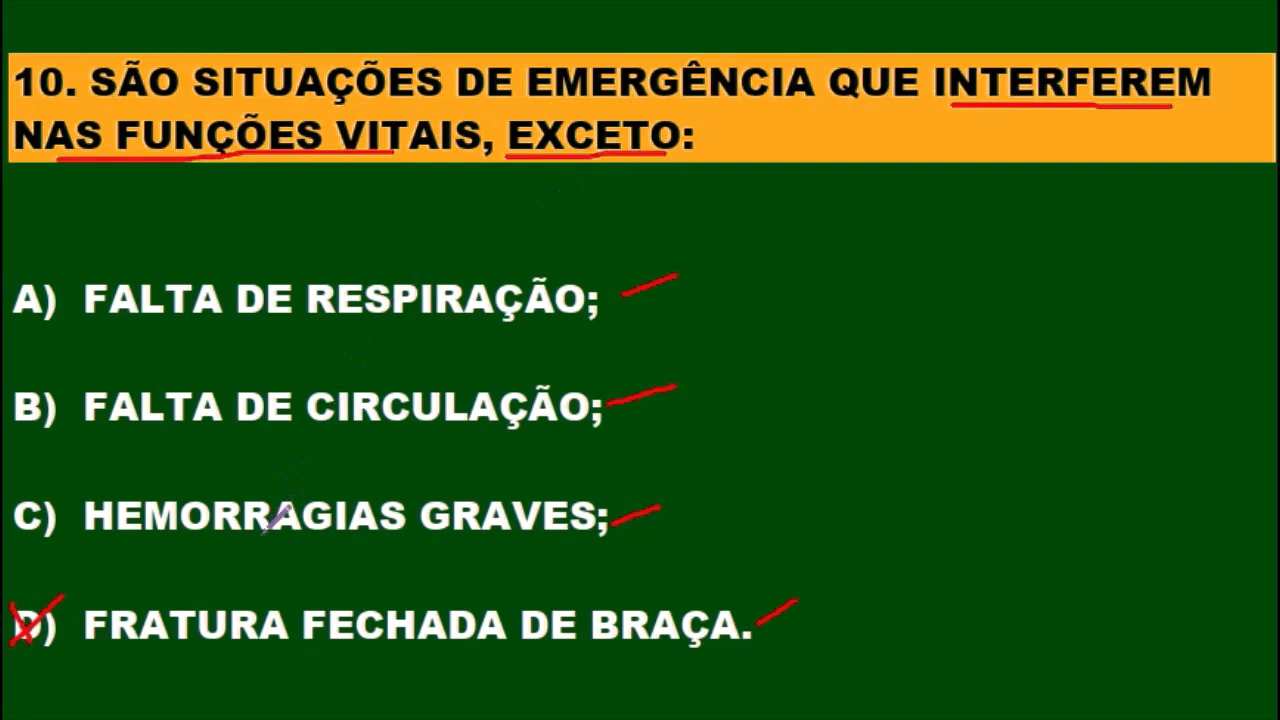 10. SÃO SITUAÇÕES DE EMERGÊNCIA QUE INTERFEREM
NAS FUNÇÕES VITAIS, EXCETO:
A) FALTA DE RESPIRAÇÃO;
B) FALTA DE CIRCULAÇÃO;
C) HEMORRAGIAS GRAVES;
D) FRATURA FECHADA DE BRAÇA.